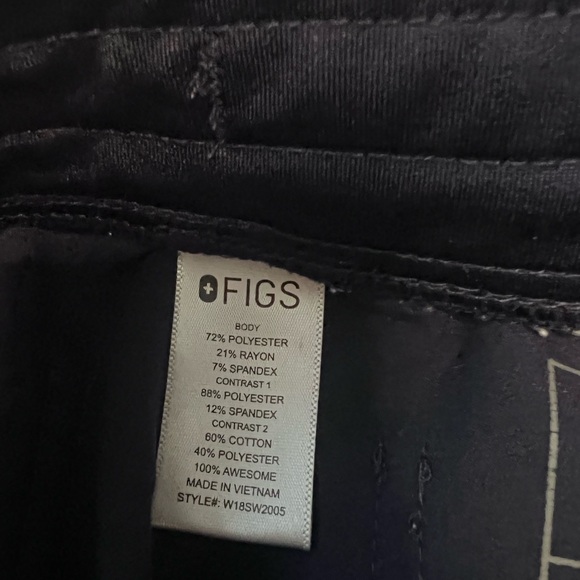 FIGS
BODY
72% POLYESTER
21% RAYON
7% SPANDEX
CONTRAST 1
88% POLYESTER
12% SPANDEX
CONTRAST 2
60% COTTON
40% POLYESTER
100% AWESOME
MADE IN VIETNAM
STYLE#: W18SW2005